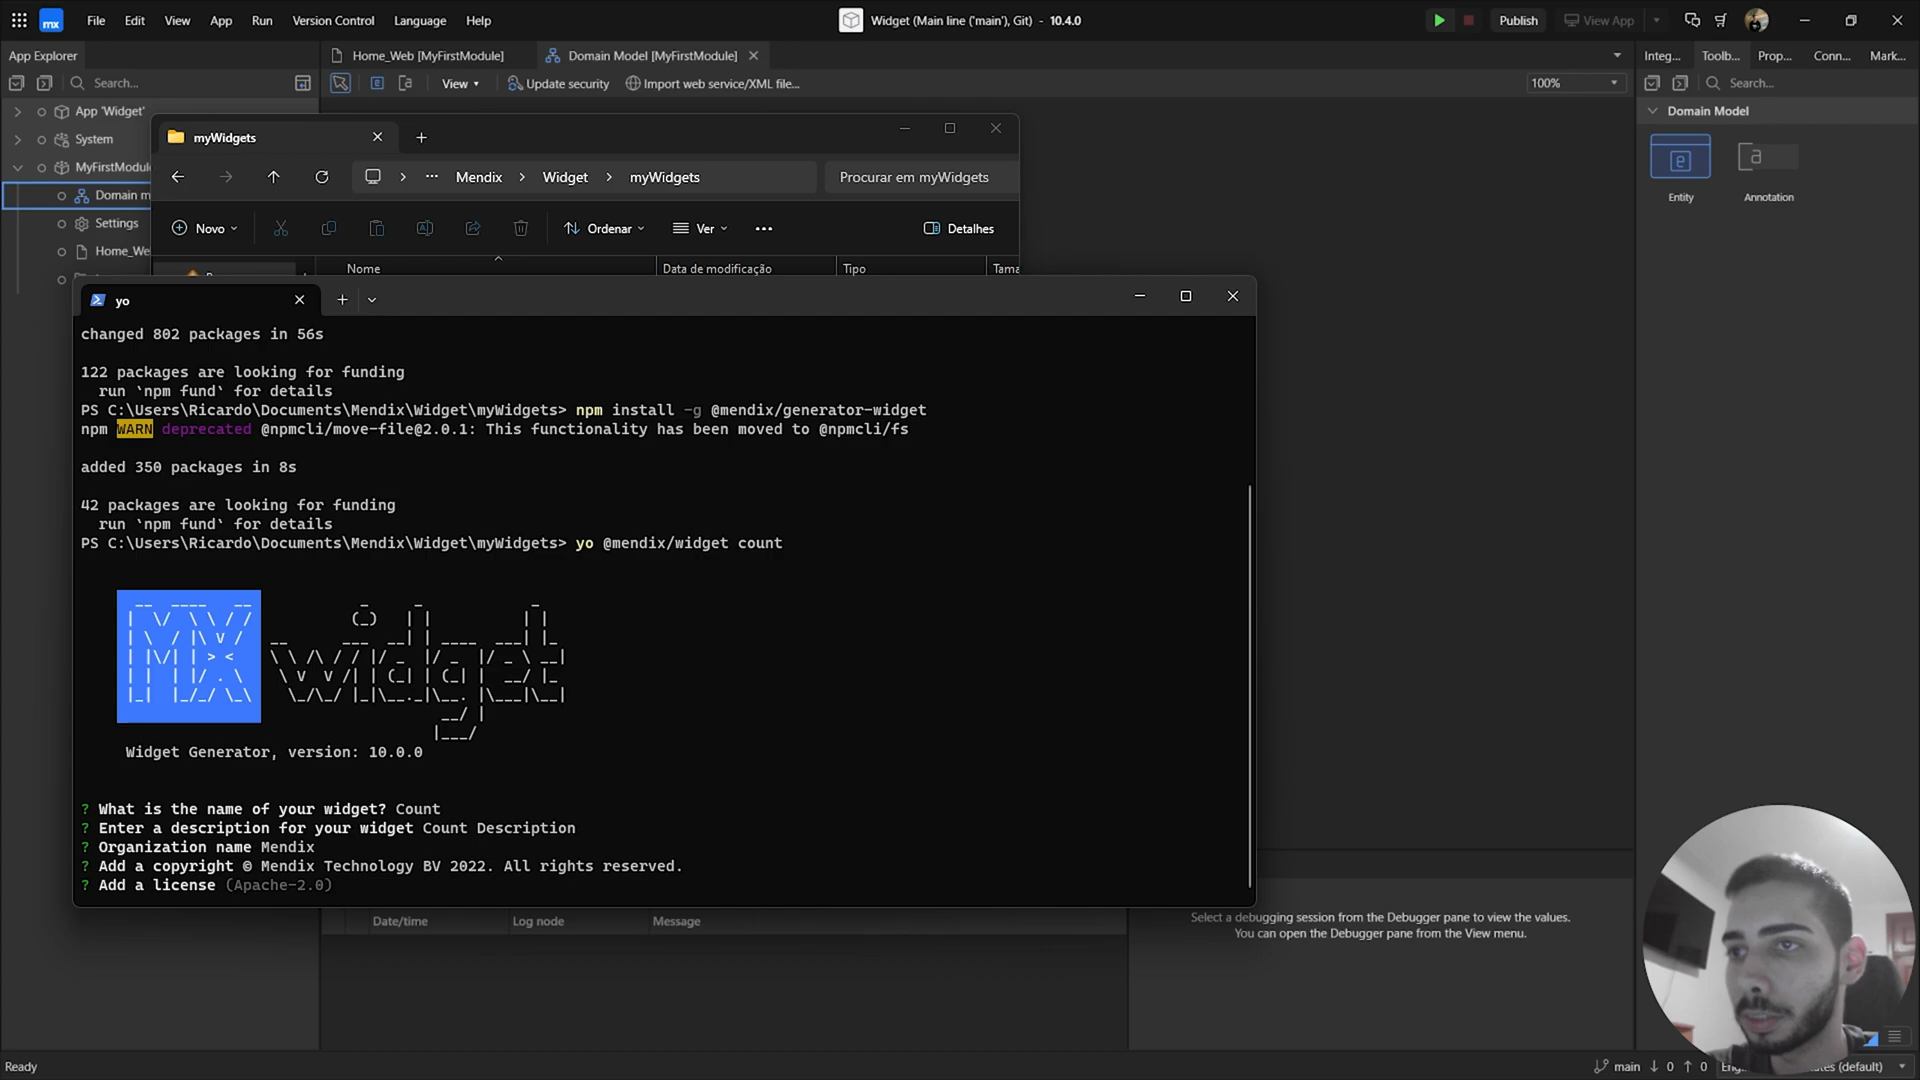 File Edit View App Run Version Control Language Help
Widget (Main line ('main'), Git) - 10.4.0
Publish
View App
App Explorer
Home_Web [MyFirstModule]
Domain Model [MyFirstModule]
Integ...
Toolb...
Prop...
Conn...
Mark...
Search...
View
Update security
Import web service/XML file...
100%
Search...
App 'Widget'
System
MyFirstModule
Domain m
Settings
Home_We
Domain Model
Entity
Annotation
myWidgets
Mendix > Widget > myWidgets
Procurar em myWidgets
Novo
Ordenar
Ver
Detalhes
Nome
Data de modificação
Tipo
Tama
yo
changed 802 packages in 56s
122 packages are looking for funding
run `npm fund` for details
PS C:\Users\Ricardo\Documents\Mendix\Widget\myWidgets> npm install -g @mendix/generator-widget
npm WARN deprecated @npmcli/move-file@2.0.1: This functionality has been moved to @npmcli/fs
added 350 packages in 8s
42 packages are looking for funding
run `npm fund` for details
PS C:\Users\Ricardo\Documents\Mendix\Widget\myWidgets> yo @mendix/widget count
MX widget
Widget Generator, version: 10.0.0
? What is the name of your widget? Count
? Enter a description for your widget Count Description
? Organization name Mendix
? Add a copyright © Mendix Technology BV 2022. All rights reserved.
? Add a license (Apache-2.0)
Date/time
Log node
Message
Select a debugging session from the Debugger pane to view the values.
You can open the Debugger pane from the View menu.
Ready
main ↓ 0 ↑ 0
(default)